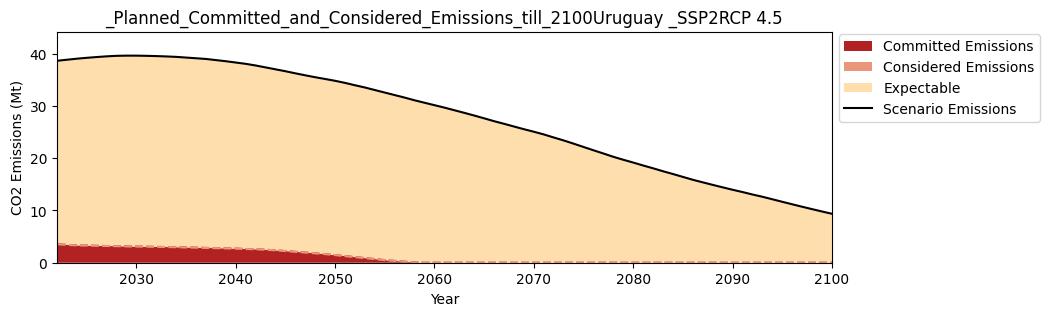 _Planned_Committed_and_Considered_Emissions_till_2100Uruguay _SSP2RCP 4.5
Committed Emissions
Considered Emissions
Expectable
Scenario Emissions
CO2 Emissions (Mt)
40
30
20
10
0
2030 2040 2050 2060 2070 2080 2090 2100
Year